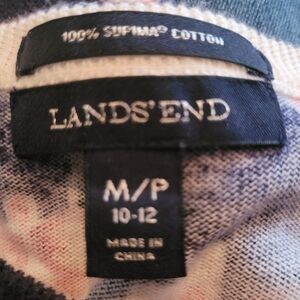 100% SUPIMA® COTTON
LANDS' END
M/P
10-12
MADE IN
CHINA